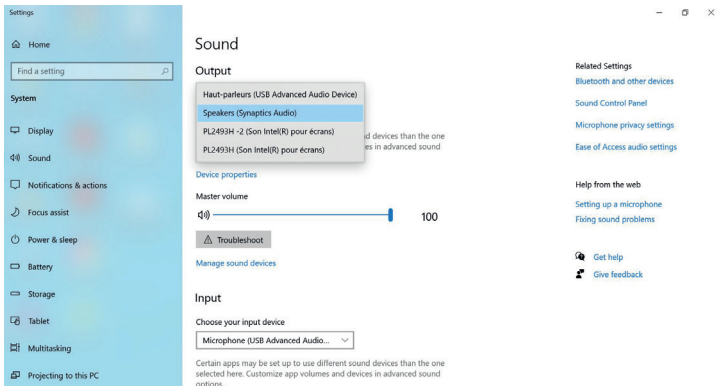 Settings
Home
Find a setting
System
Display
Sound
Notifications & actions
Focus assist
Power & sleep
Battery
Storage
Tablet
Multitasking
Projecting to this PC
Sound
Output
Haut-parleurs (USB Advanced Audio Device)
Speakers (Synaptics Audio)
PL2493H -2 (Son Intel(R) pour écrans)
PL2493H (Son Intel(R) pour écrans)
d devices than the one
es in advanced sound
Device properties
Master volume
100
Troubleshoot
Manage sound devices
Input
Choose your input device
Microphone (USB Advanced Audio...
Certain apps may be set up to use different sound devices than the one
selected here. Customize app volumes and devices in advanced sound
options.
Related Settings
Bluetooth and other devices
Sound Control Panel
Microphone privacy settings
Ease of Access audio settings
Help from the web
Setting up a microphone
Fixing sound problems
Get help
Give feedback